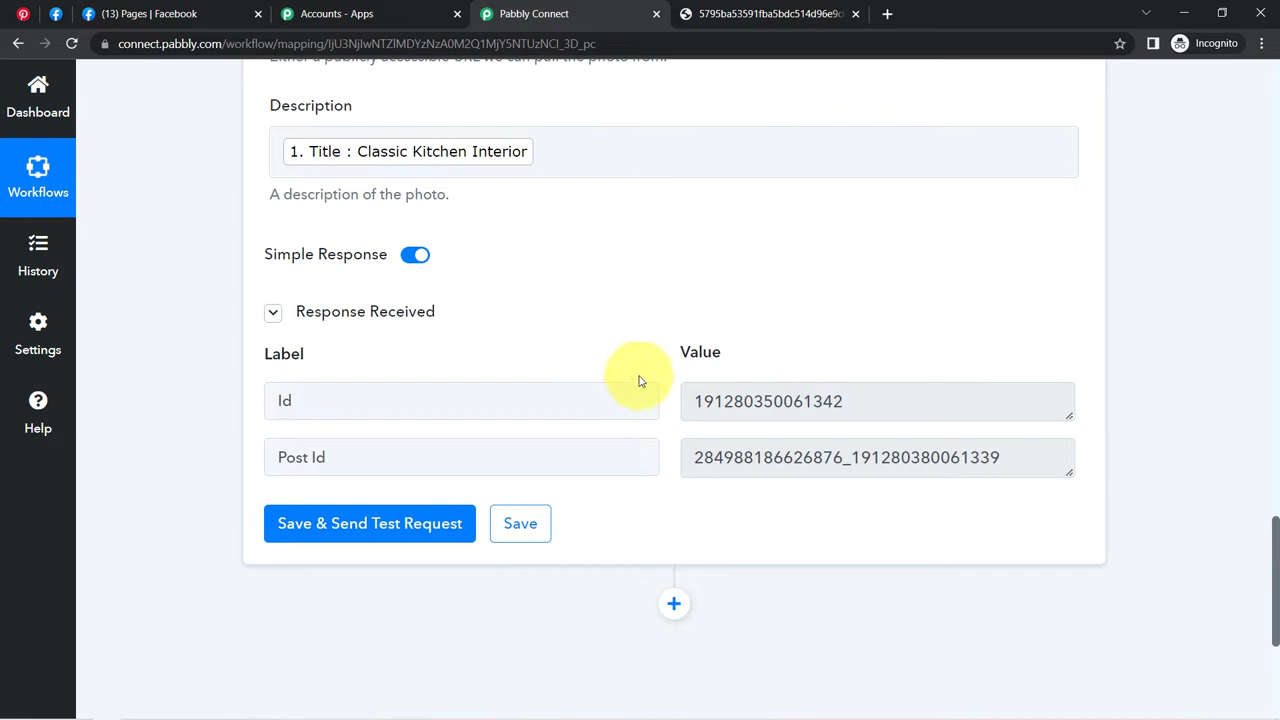 (13) Pages | Facebook
Accounts - Apps
Pabbly Connect
5795ba53591ba5bdc514d96e9c
connect.pabbly.com/workflow/mapping/IjU3NjIwNTZlMDYzNzA0M2Q1MjY5NTUzNCI_3D_pc
Incognito
Either a publicly accessible URL we can pull the photo from.
Dashboard
Workflows
History
Settings
Help
Description
1. Title : Classic Kitchen Interior
A description of the photo.
Simple Response
Response Received
Label
Value
Id
191280350061342
Post Id
284988186626876_191280380061339
Save & Send Test Request
Save